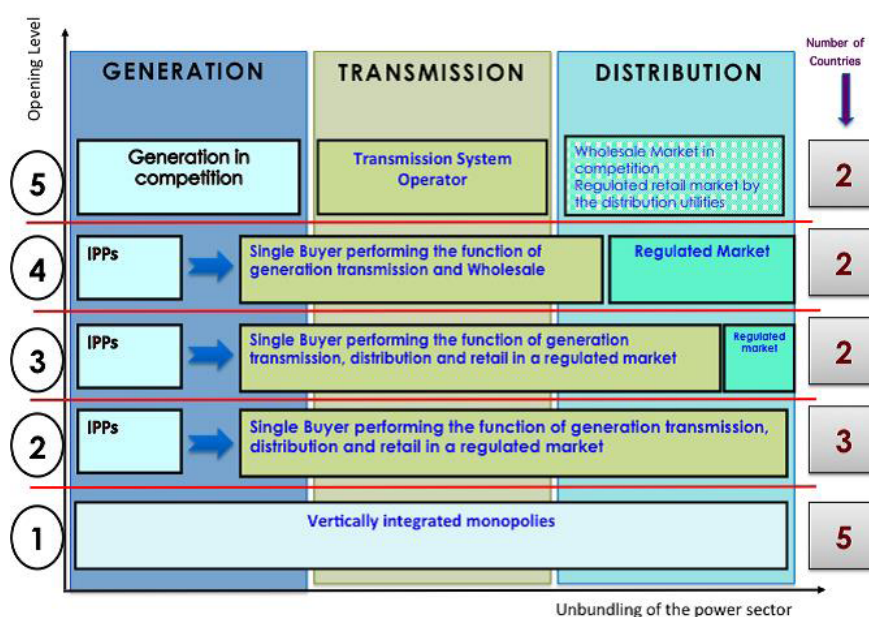 Opening Level
GENERATION
TRANSMISSION
DISTRIBUTION
Number of
Countries
5
Generation in
competition
Transmission System
Operator
Wholesale Market in
competition
Regulated retail market by
the distribution utilities
2
4
IPPs
Single Buyer performing the function of
generation transmission and Wholesale
Regulated Market
2
3
IPPs
Single Buyer performing the function of generation
transmission, distribution and retail in a regulated market
Regulated
market
2
2
IPPs
Single Buyer performing the function of generation transmission,
distribution and retail in a regulated market
3
1
Vertically integrated monopolies
5
Unbundling of the power sector